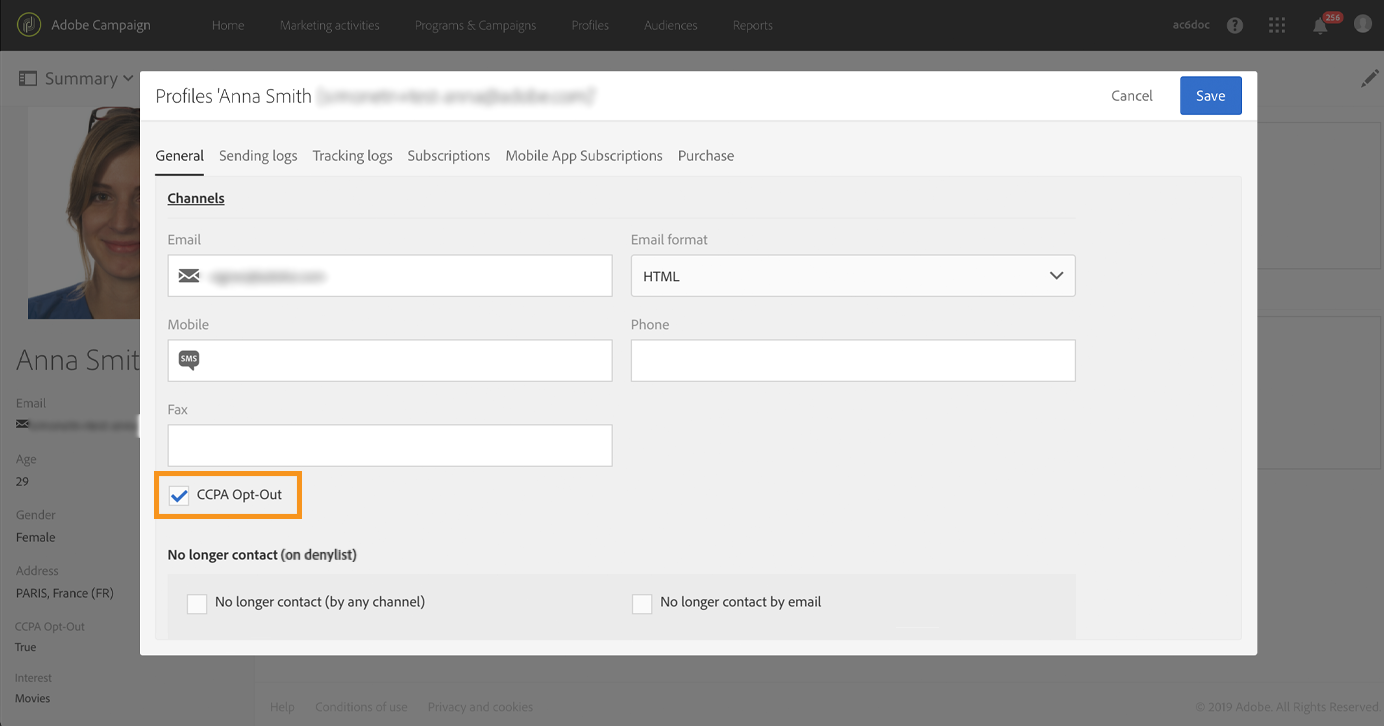 Adobe Campaign
Home
Marketing activities
Programs & Campaigns
Profiles
Audiences
Reports
ac6doc
?
256
Summary
Profiles 'Anna Smith
Cancel
Save
General
Sending logs
Tracking logs
Subscriptions
Mobile App Subscriptions
Purchase
Channels
Email
Email format
HTML
Mobile
Phone
SMS
Fax
CCPA Opt-Out
No longer contact (on denylist)
No longer contact (by any channel)
No longer contact by email
Anna Smit
Email
Age
29
Gender
Female
Address
PARIS, France (FR)
CCPA Opt-Out
True
Interest
Movies
Help
Conditions of use
Privacy and cookies
© 2019 Adobe. All Rights Reserved.